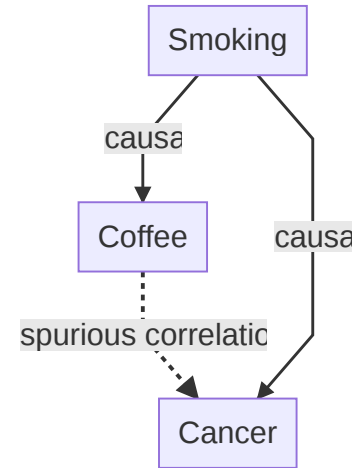 Smoking
causa
Coffee
causa
spurious correlatio
Cancer